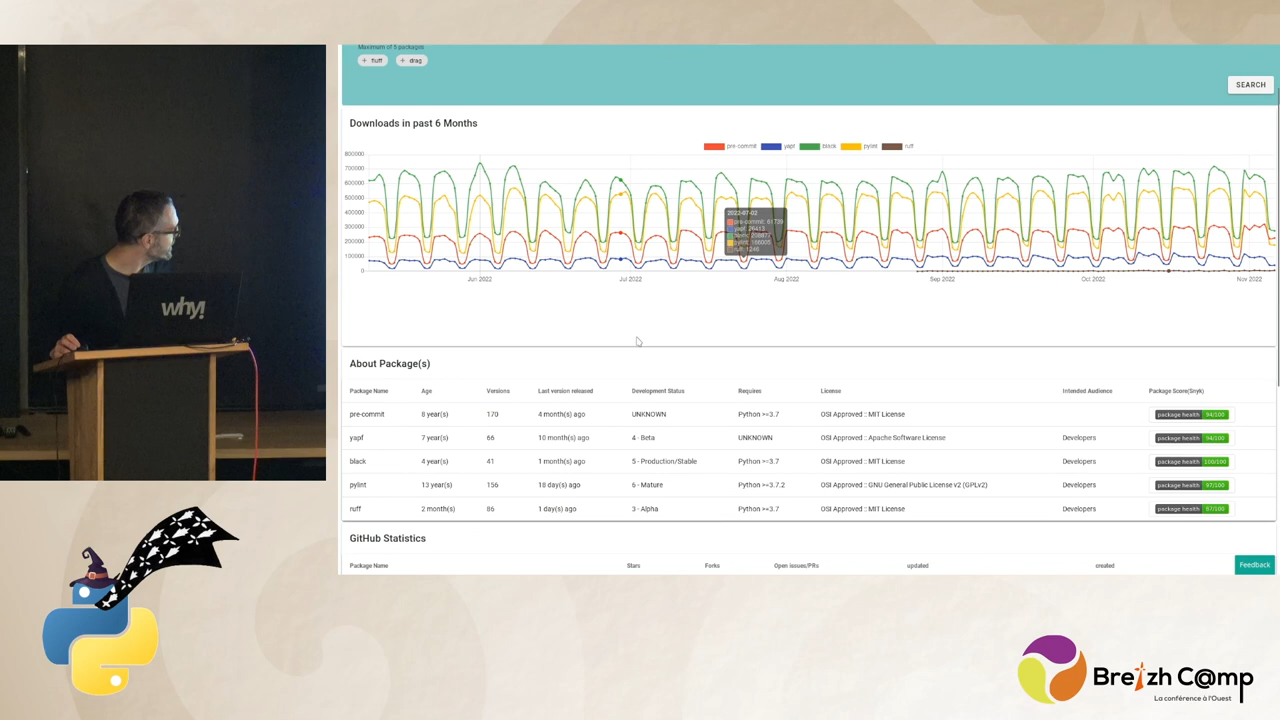 Maximum of 5 packages
+ fluff + drag
SEARCH
Downloads in past 6 Months
pre-commit yapf black pylint ruff
800000
700000
600000
500000
400000
300000
200000
100000
0
2022-07-02
pre-commit: 61739
ruff: 1246
Jun 2022 Jul 2022 Aug 2022 Sep 2022 Oct 2022 Nov 2022
why!
About Package(s)
Package Name Age Versions Last version released Development Status Requires License Intended Audience Package Score(Snyk)
pre-commit 8 year(s) 170 4 month(s) ago UNKNOWN Python >=3.7 OSI Approved :: MIT License package health 94/100
yapf 7 year(s) 66 10 month(s) ago 4 - Beta UNKNOWN OSI Approved :: Apache Software License Developers package health 94/100
black 4 year(s) 41 1 month(s) ago 5 - Production/Stable Python >=3.7 OSI Approved :: MIT License Developers package health 100/100
pylint 13 year(s) 156 18 day(s) ago 6 - Mature Python >=3.7.2 OSI Approved :: GNU General Public License v2 (GPLv2) Developers package health 97/100
ruff 2 month(s) 86 1 day(s) ago 3 - Alpha Python >=3.7 OSI Approved :: MIT License Developers package health 87/100
GitHub Statistics
Package Name Stars Forks Open issues/PRs updated created
Feedback
Breizh C@mp
La conférence à l'Ouest